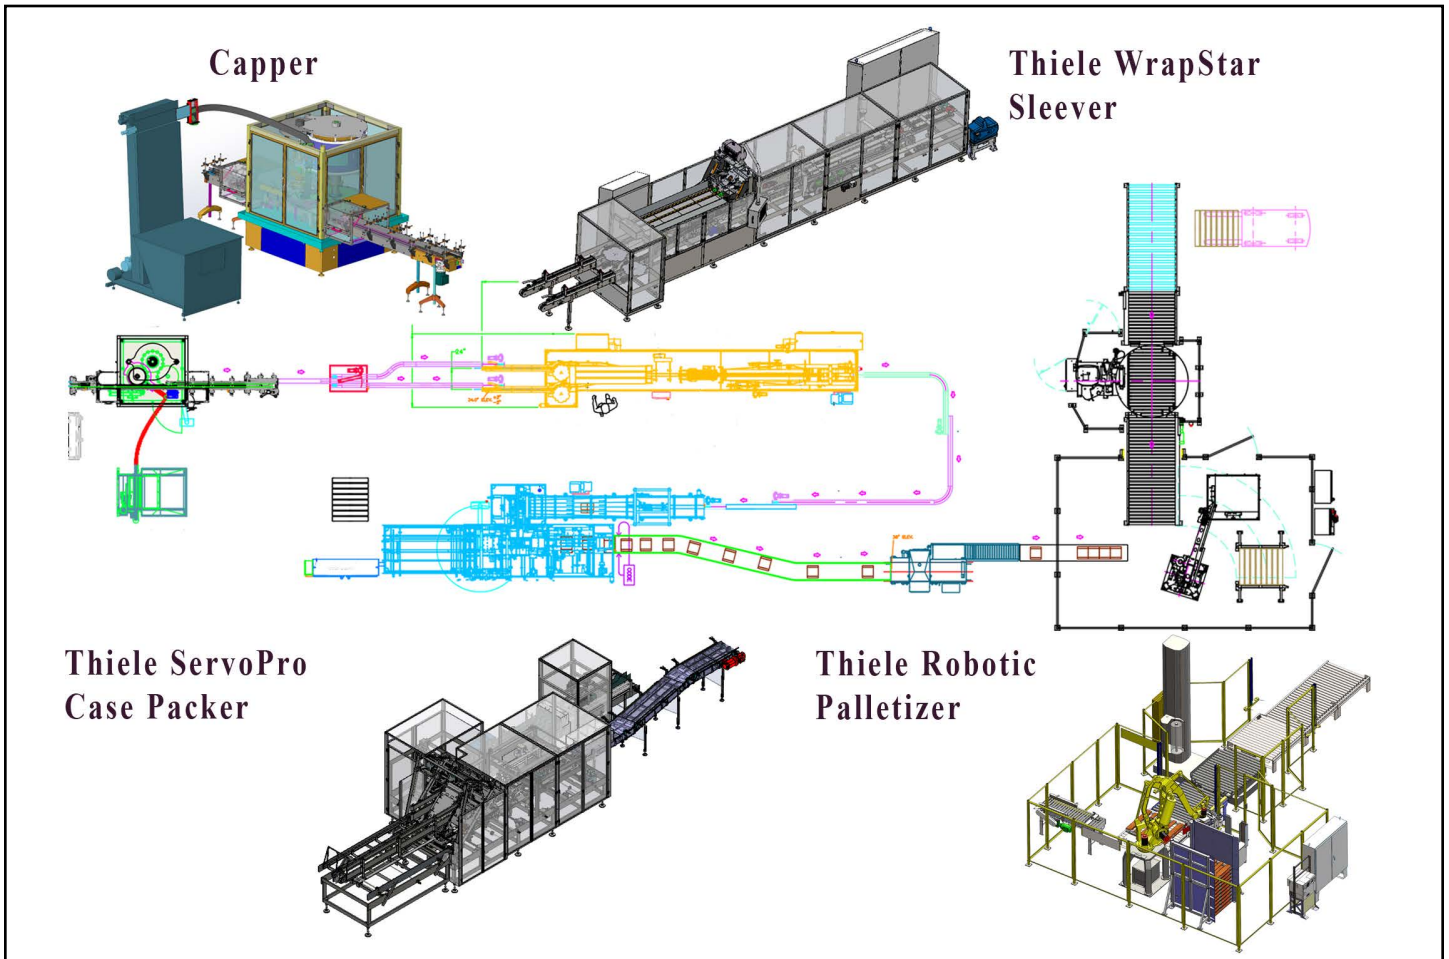 Capper
Thiele WrapStar
Sleever
Thiele ServoPro
Case Packer
Thiele Robotic
Palletizer